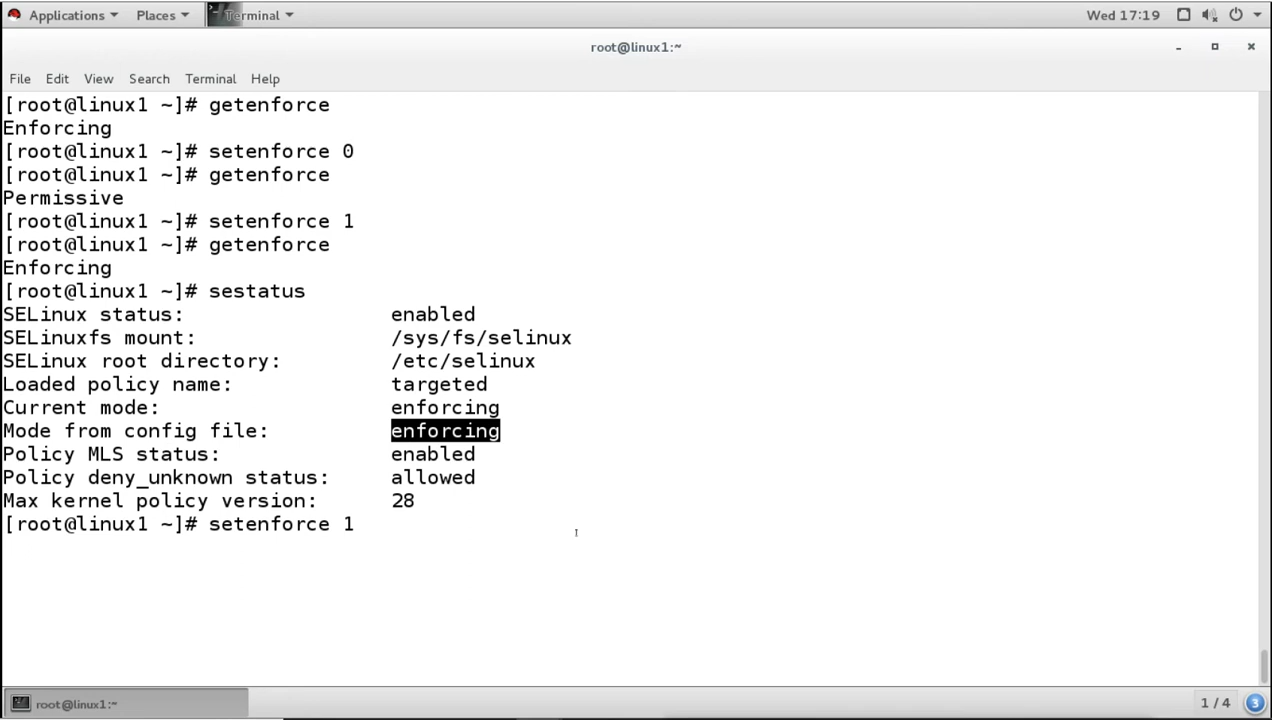 Applications Places Terminal Wed 17:19
root@linux1:~
File Edit View Search Terminal Help
[root@linux1 ~]# getenforce
Enforcing
[root@linux1 ~]# setenforce 0
[root@linux1 ~]# getenforce
Permissive
[root@linux1 ~]# setenforce 1
[root@linux1 ~]# getenforce
Enforcing
[root@linux1 ~]# sestatus
SELinux status: enabled
SELinuxfs mount: /sys/fs/selinux
SELinux root directory: /etc/selinux
Loaded policy name: targeted
Current mode: enforcing
Mode from config file: enforcing
Policy MLS status: enabled
Policy deny_unknown status: allowed
Max kernel policy version: 28
[root@linux1 ~]# setenforce 1
root@linux1:~ 1 / 4 3